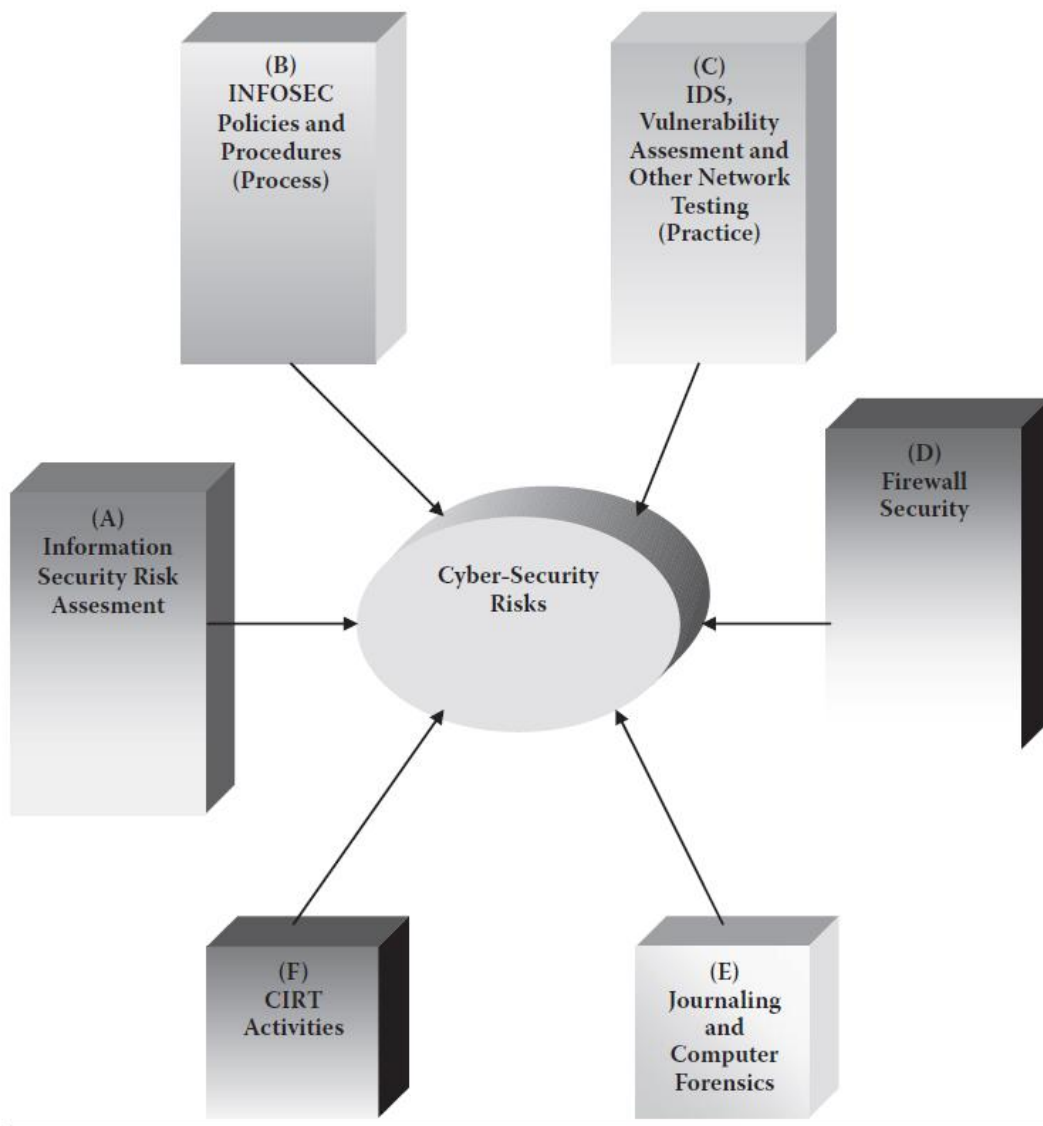 (B)
INFOSEC
Policies and
Procedures
(Process)
(C)
IDS,
Vulnerability
Assesment and
Other Network
Testing
(Practice)
(A)
Information
Security Risk
Assesment
Cyber-Security
Risks
(D)
Firewall
Security
(F)
CIRT
Activities
(E)
Journaling
and
Computer
Forensics